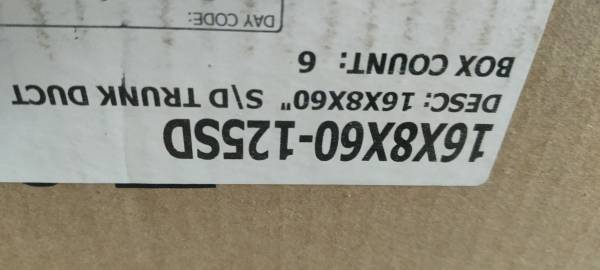 16X8X60-125SD
DESC: 16X8X60" S/D TRUNK DUCT
BOX COUNT: 6
DAY CODE: